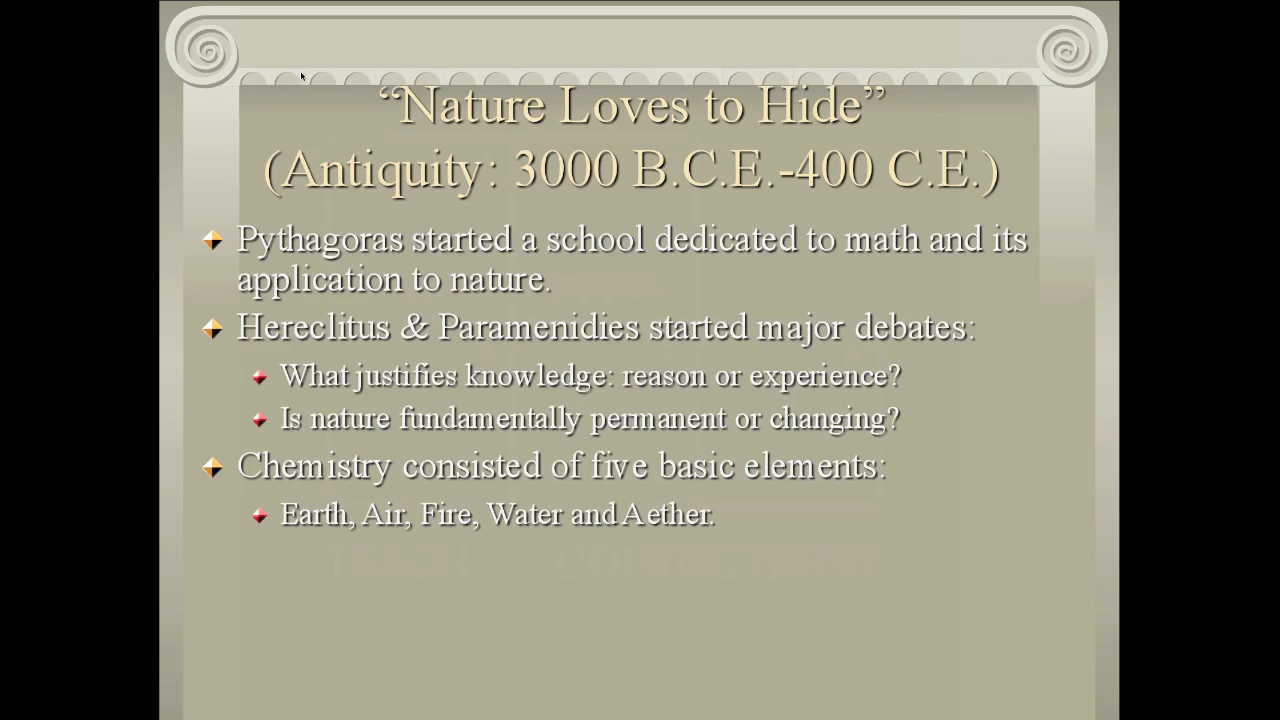 “Nature Loves to Hide”
(Antiquity: 3000 B.C.E.-400 C.E.)
Pythagoras started a school dedicated to math and its
application to nature.
Hereclitus & Paramenidies started major debates:
What justifies knowledge: reason or experience?
Is nature fundamentally permanent or changing?
Chemistry consisted of five basic elements:
Earth, Air, Fire, Water and Aether.
TEACH CONTROVERSY